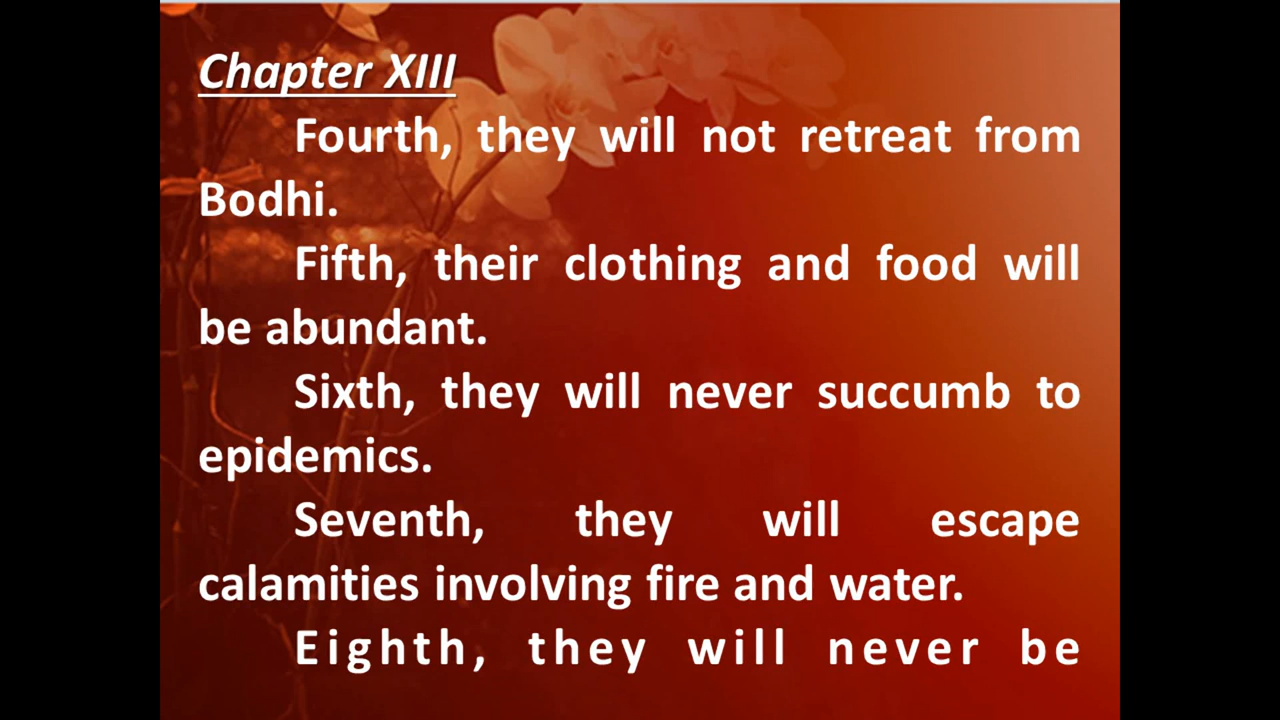 Chapter XIII
Fourth, they will not retreat from
Bodhi.
Fifth, their clothing and food will
be abundant.
Sixth, they will never succumb to
epidemics.
Seventh, they will escape
calamities involving fire and water.
Eighth, they will never be